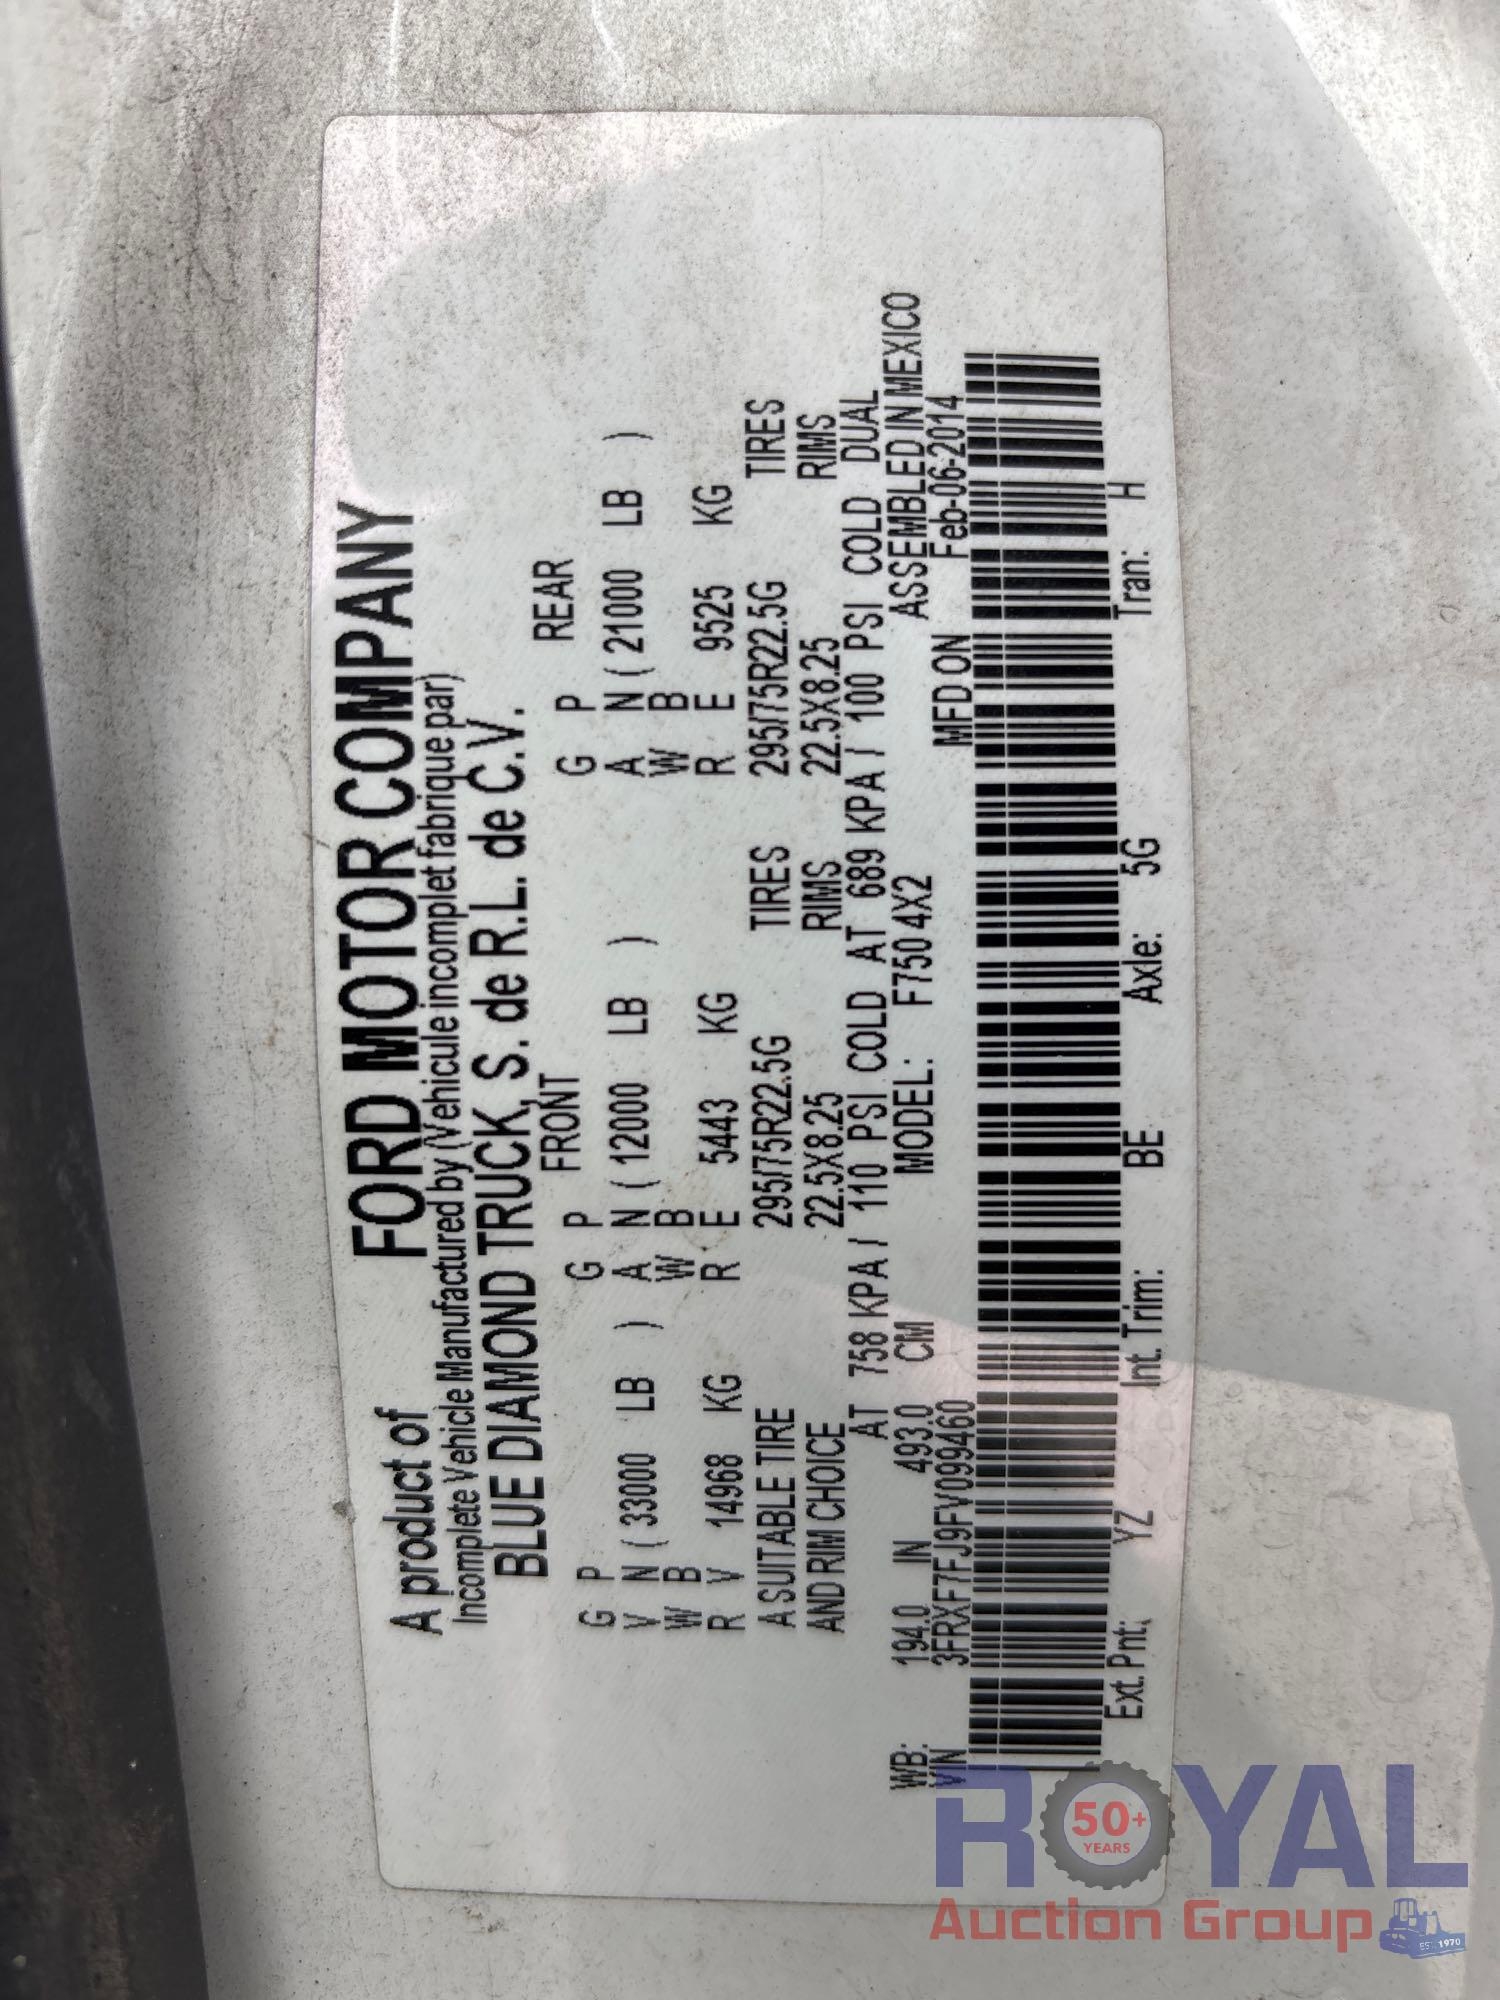 A product of FORD MOTOR COMPANY
Incomplete Vehicle Manufactured by (Vehicule incomplet fabrique par)
BLUE DIAMOND TRUCK, S. de R.L. de C.V.
FRONT REAR
G P G P G P
V N ( 33000 LB ) A N ( 12000 LB ) A N ( 21000 LB )
W B W B W B
R V 14968 KG R E 5443 KG R E 9525 KG
A SUITABLE TIRE 295/75R22.5G TIRES 295/75R22.5G TIRES
AND RIM CHOICE 22.5X8.25 RIMS 22.5X8.25 RIMS
AT 758 KPA / 110 PSI COLD AT 689 KPA / 100 PSI COLD DUAL
WB: 194.0 IN 493.0 CM MODEL: F750 4X2 ASSEMBLED IN MEXICO
VIN 3FRXF7FJ9FV099460 MFD ON Feb-06-2014
Ext. Pnt: YZ Int. Trim: BE Axle: 5G Tran: H
ROYAL
50+
YEARS
Auction Group
EST. 1970